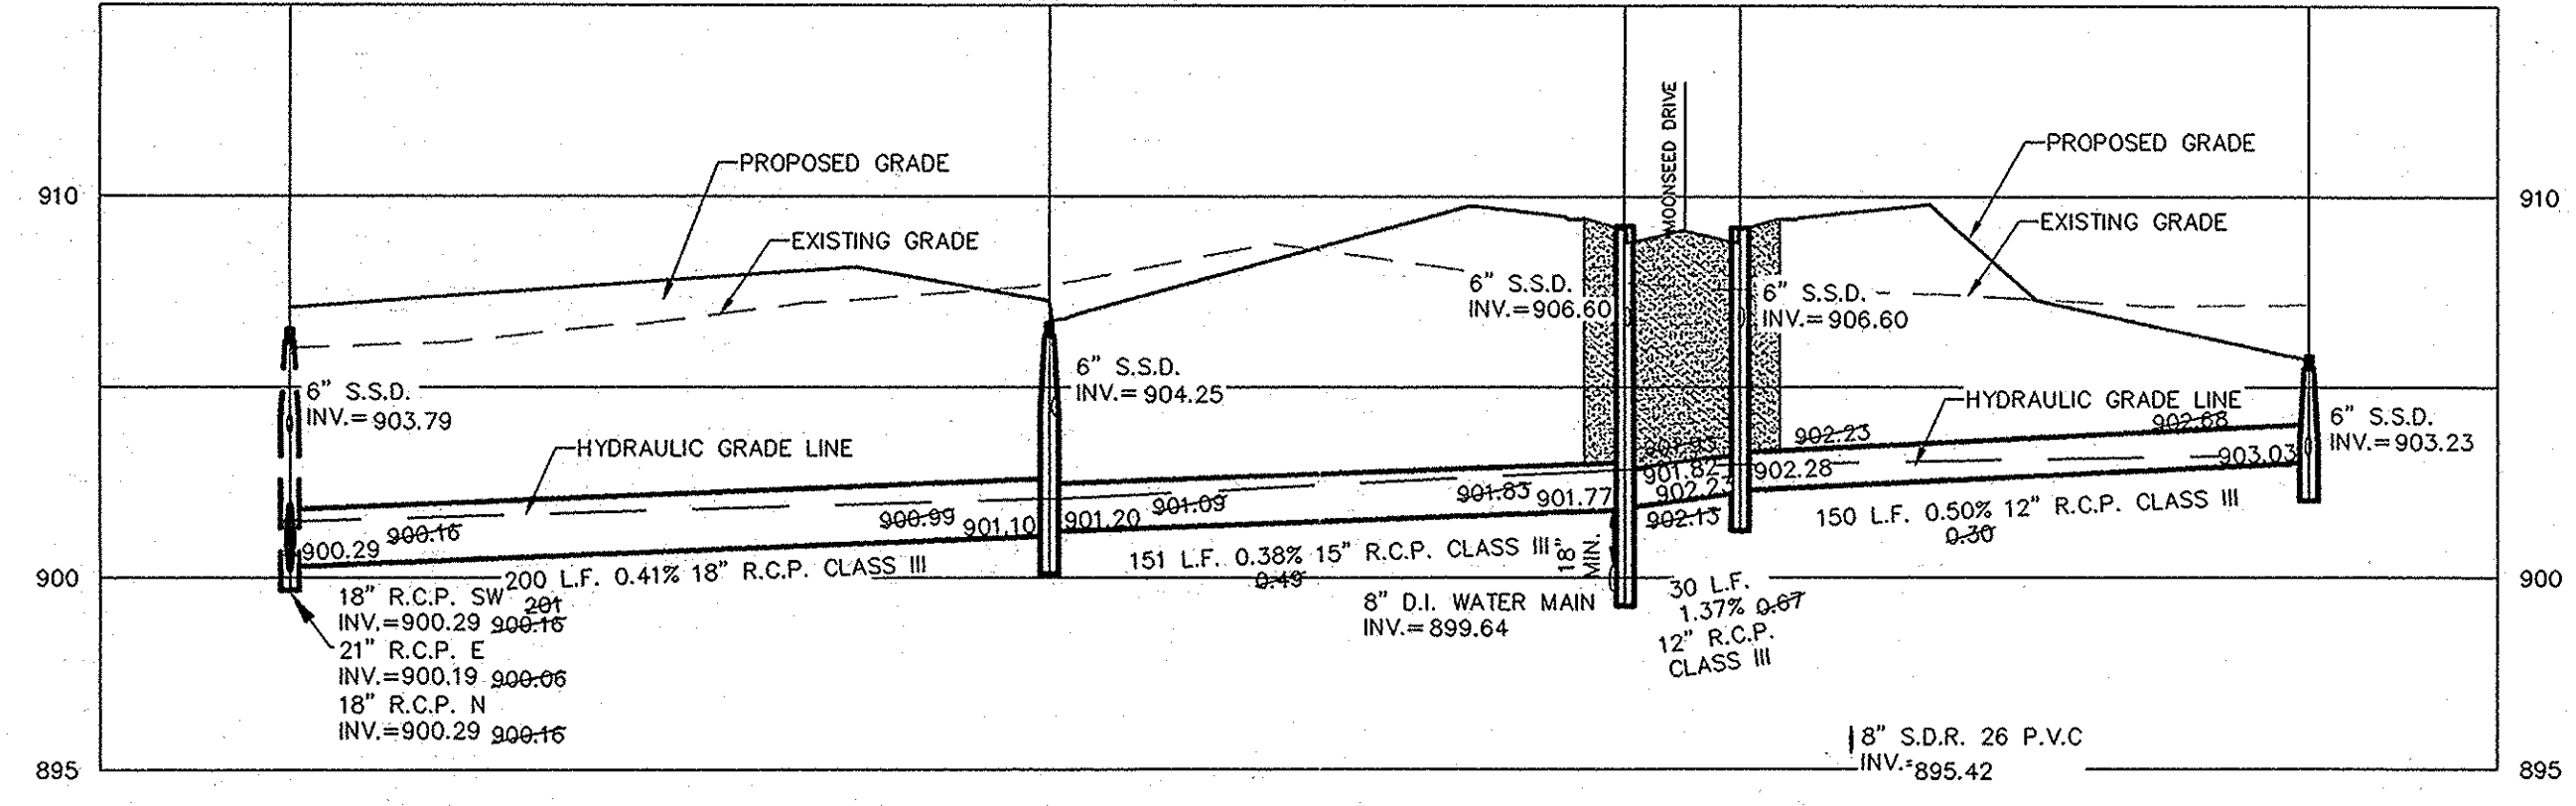 MOONSEED DRIVE
PROPOSED GRADE
PROPOSED GRADE
910
910
EXISTING GRADE
EXISTING GRADE
6" S.S.D.
INV.=906.60
6" S.S.D.
INV.=906.60
6" S.S.D.
INV.=903.79
6" S.S.D.
INV.=904.25
HYDRAULIC GRADE LINE
HYDRAULIC GRADE LINE
6" S.S.D.
INV.=903.23
902.23
902.68
901.93
901.82
902.28
903.03
900.29
900.16
900.99
901.10
901.20
901.09
901.83
901.77
902.23
902.13
200 L.F. 0.41% 18" R.C.P. CLASS III
201
151 L.F. 0.38% 15" R.C.P. CLASS III
0.49
18"
MIN.
150 L.F. 0.50% 12" R.C.P. CLASS III
0.30
900
900
18" R.C.P. SW
INV.=900.29 900.16
21" R.C.P. E
INV.=900.19 900.06
18" R.C.P. N
INV.=900.29 900.16
8" D.I. WATER MAIN
INV.=899.64
30 L.F.
1.37% 0.67
12" R.C.P.
CLASS III
8" S.D.R. 26 P.V.C
INV.=895.42
895
895